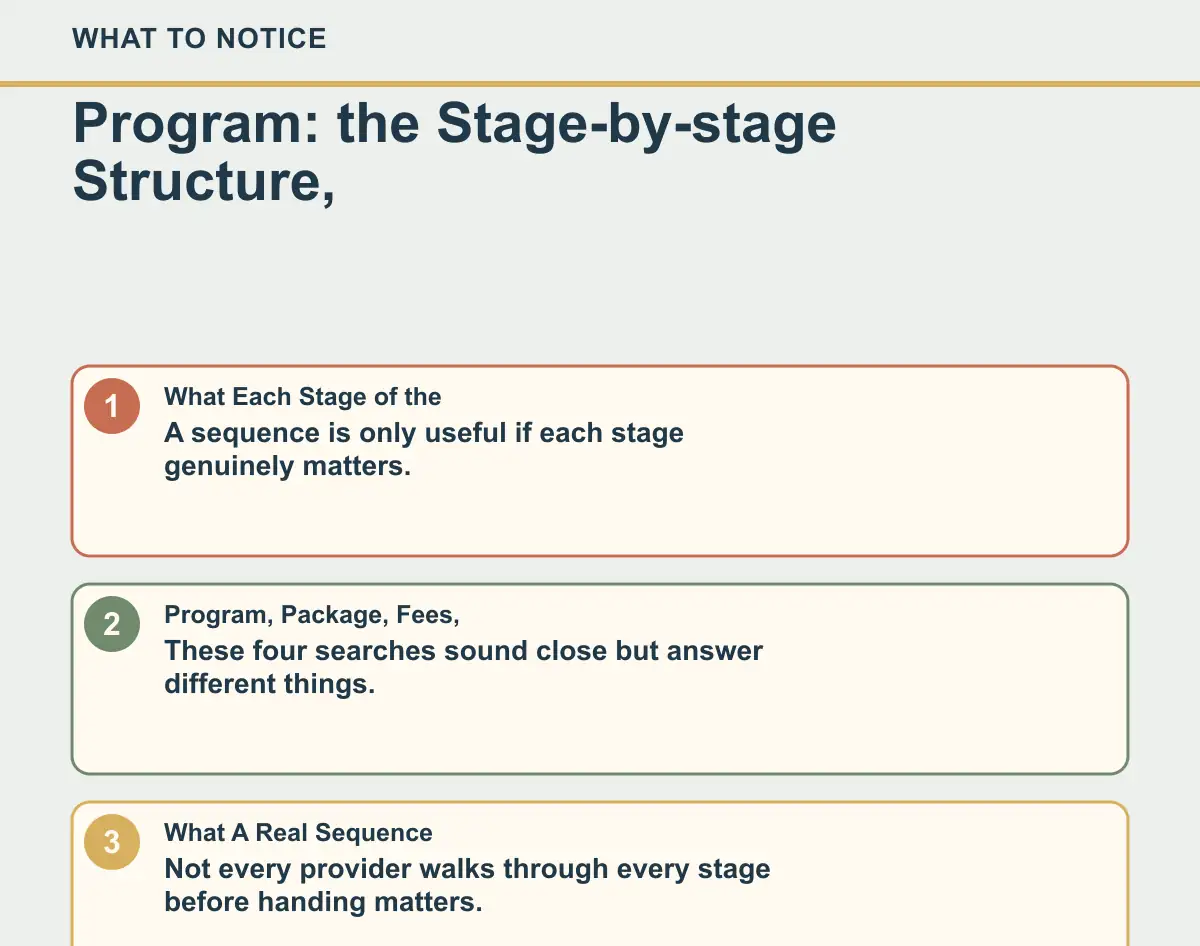 WHAT TO NOTICE
Program: the Stage-by-stage
Structure,
1
What Each Stage of the
A sequence is only useful if each stage
genuinely matters.
2
Program, Package, Fees,
These four searches sound close but answer
different things.
3
What A Real Sequence
Not every provider walks through every stage
before handing matters.